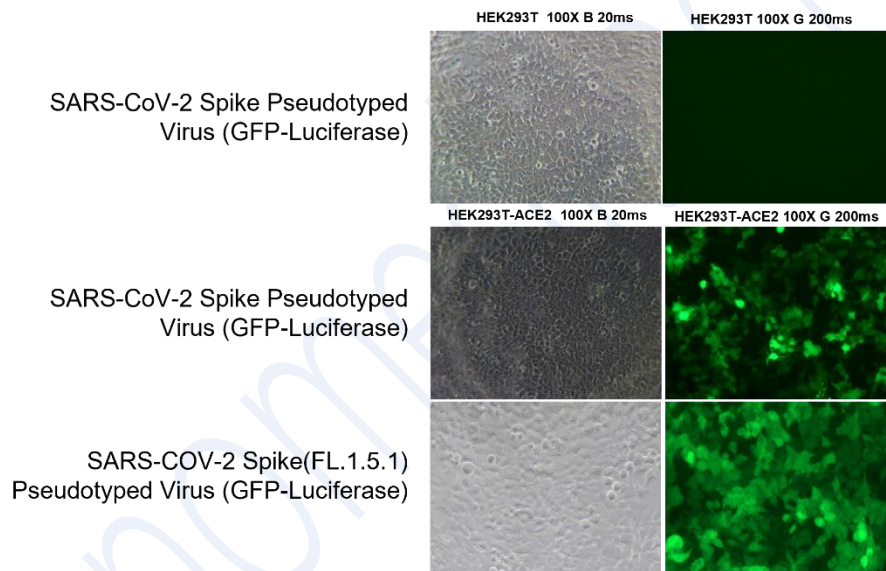 HEK293T 100X B 20ms
HEK293T 100X G 200ms
SARS-CoV-2 Spike Pseudotyped
Virus (GFP-Luciferase)
HEK293T-ACE2 100X B 20ms
HEK293T-ACE2 100X G 200ms
SARS-CoV-2 Spike Pseudotyped
Virus (GFP-Luciferase)
SARS-COV-2 Spike(FL.1.5.1)
Pseudotyped Virus (GFP-Luciferase)